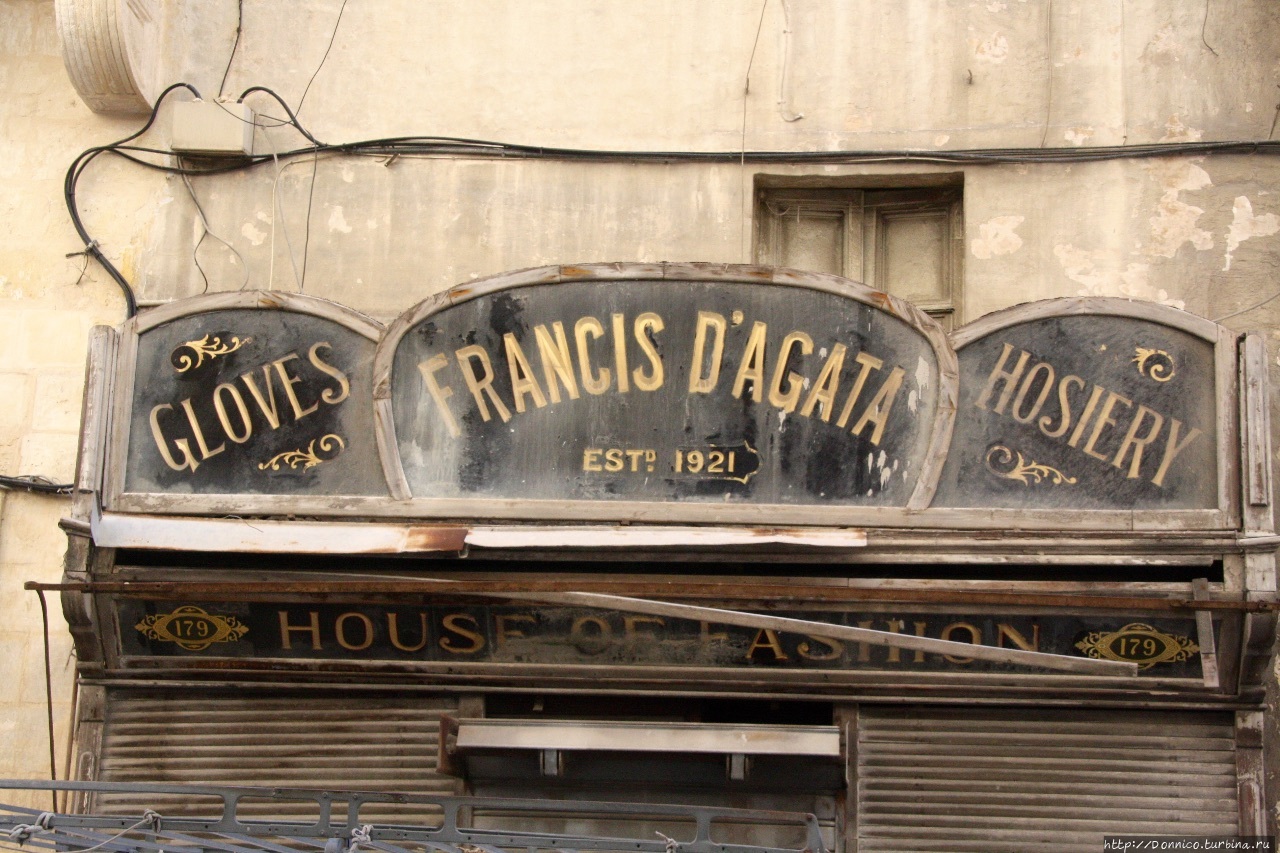 GLOVES
FRANCIS D'AGATA
ESTD. 1921
HOSIERY
179 HOUSE OF FASHION 179
http://Donnico.turbina.ru